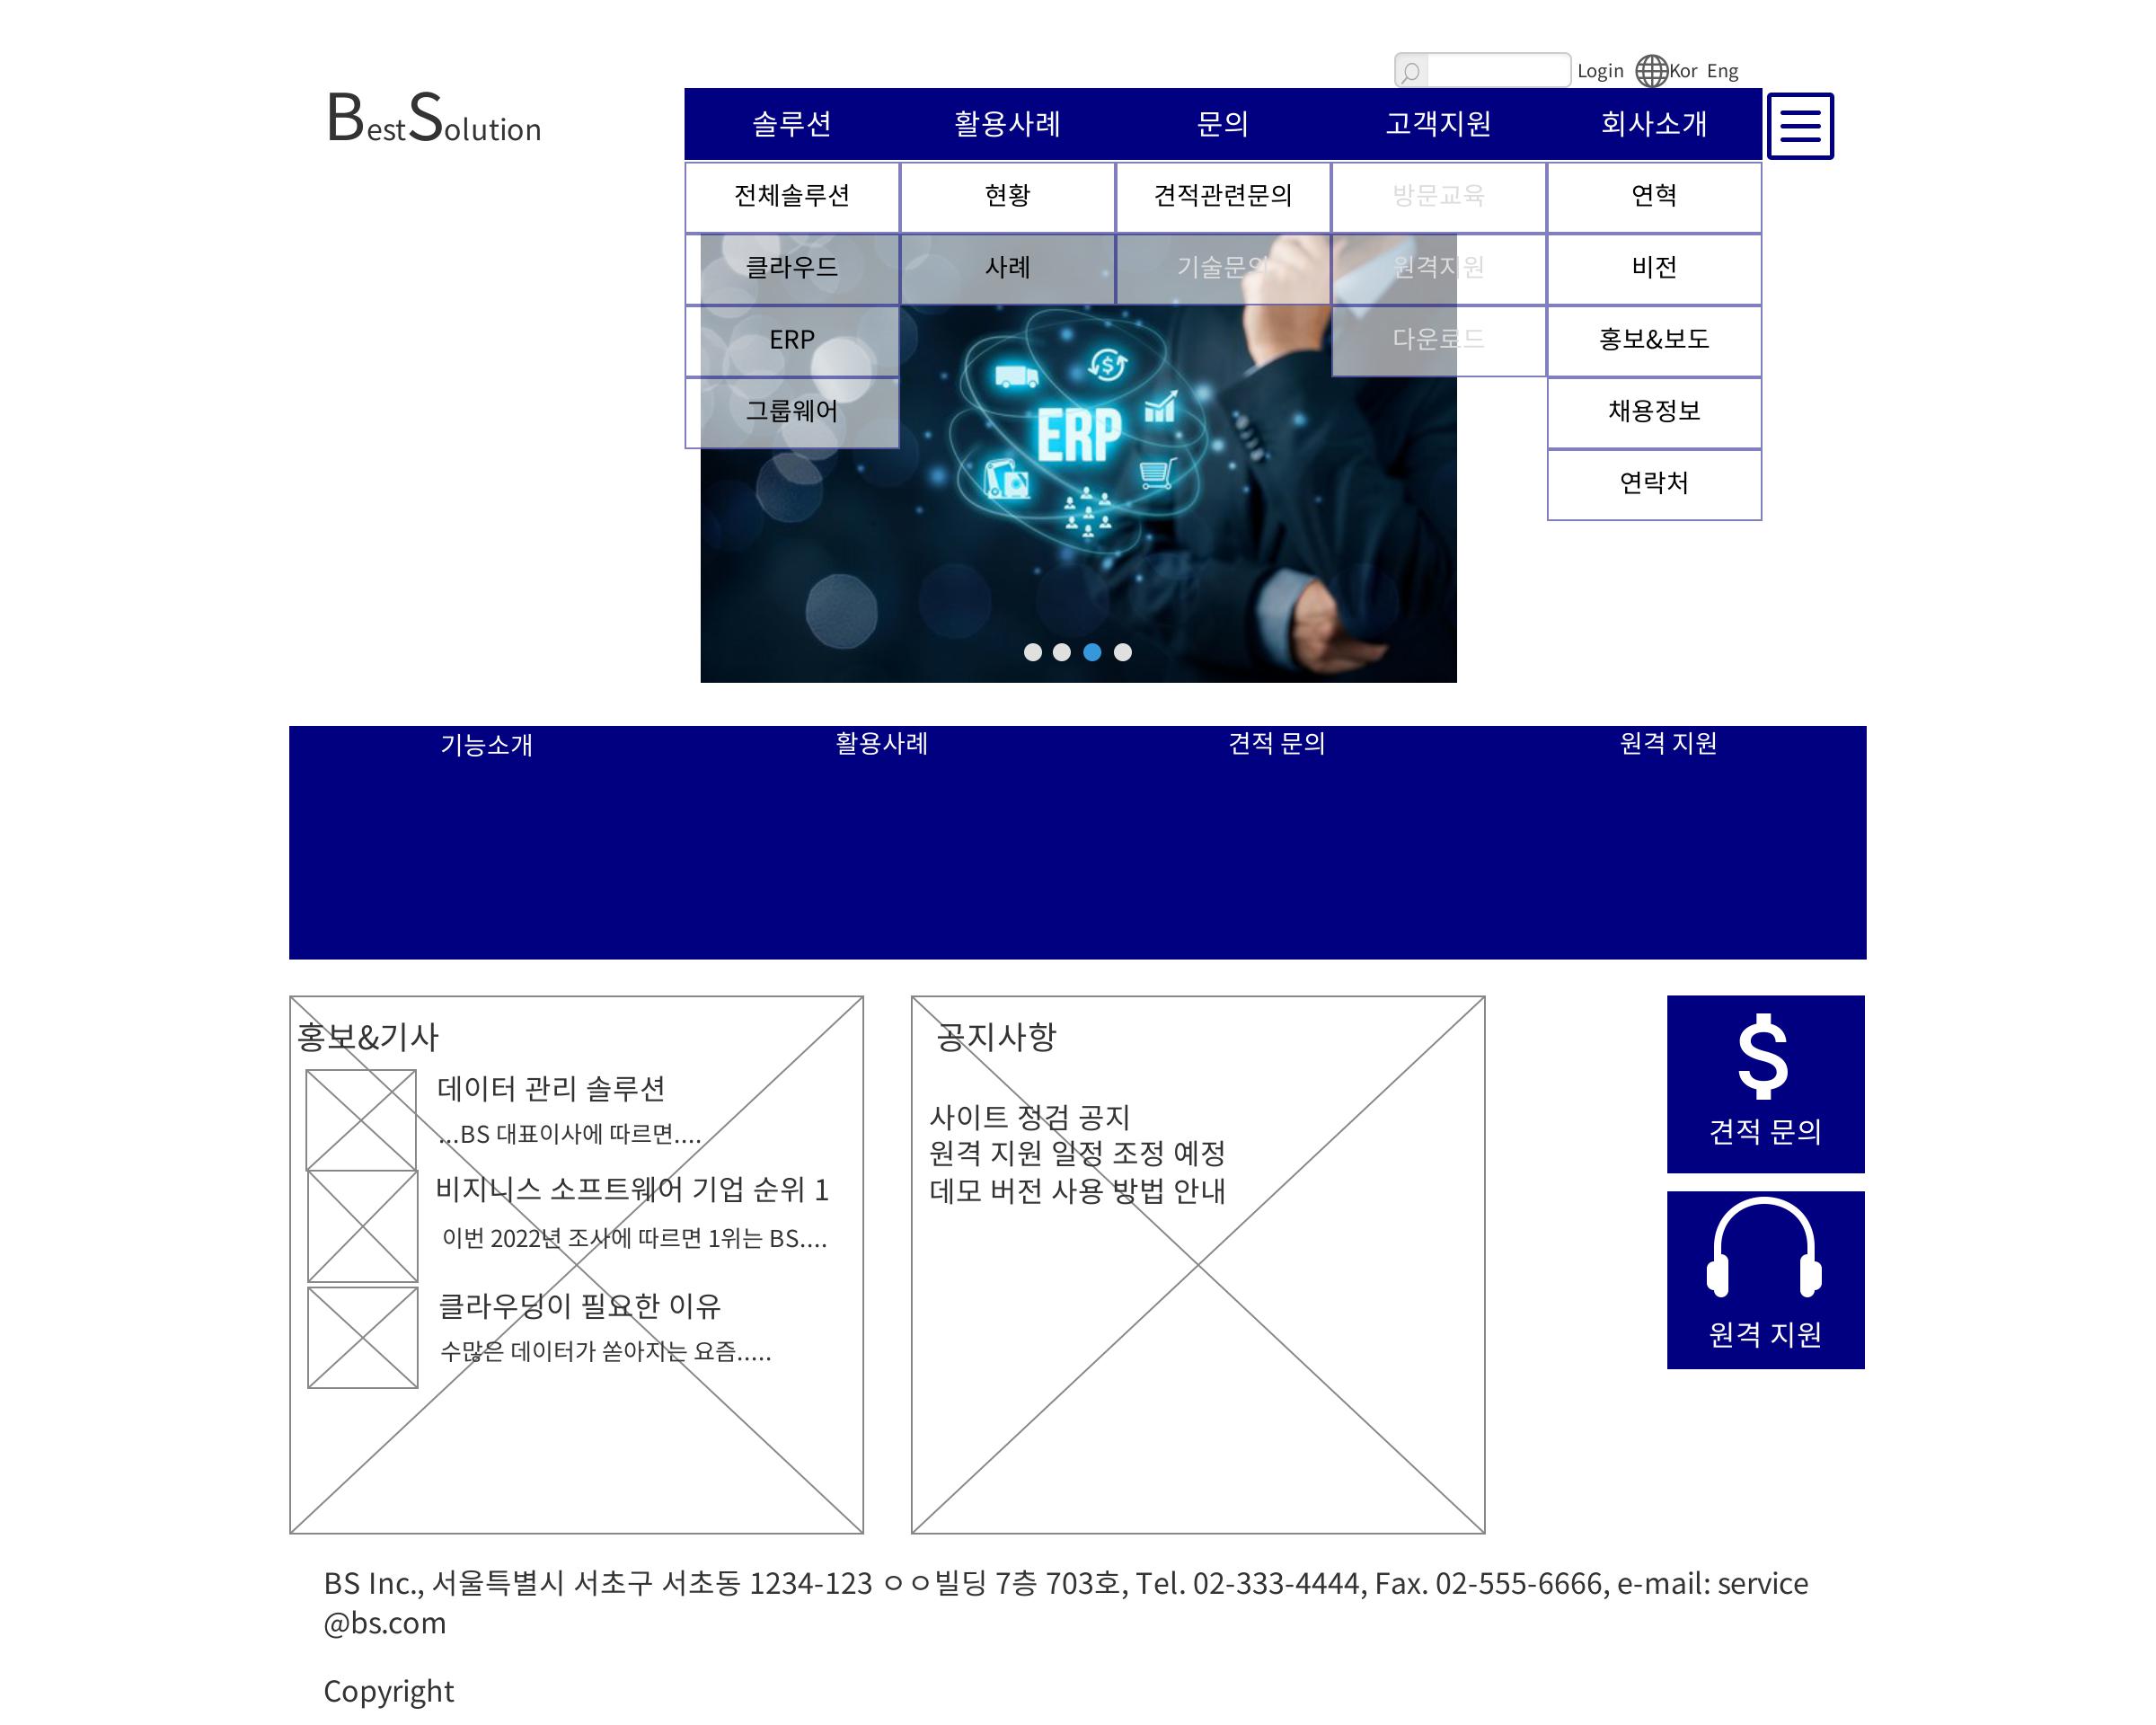 Login Kor Eng
BestSolution
솔루션 활용사례 문의 고객지원 회사소개
전체솔루션 현황 견적관련문의 방문교육 연혁
클라우드 사례 기술문의 원격지원 비전
ERP 다운로드 홍보&보도
그룹웨어 채용정보
연락처
$
ERP
기능소개 활용사례 견적 문의 원격 지원
홍보&기사
데이터 관리 솔루션
...BS 대표이사에 따르면....
비지니스 소프트웨어 기업 순위 1
이번 2022년 조사에 따르면 1위는 BS....
클라우딩이 필요한 이유
수많은 데이터가 쏟아지는 요즘.....
공지사항
사이트 정검 공지
원격 지원 일정 조정 예정
데모 버전 사용 방법 안내
$
견적 문의
원격 지원
BS Inc., 서울특별시 서초구 서초동 1234-123 ㅇㅇ빌딩 7층 703호, Tel. 02-333-4444, Fax. 02-555-6666, e-mail: service
@bs.com
Copyright